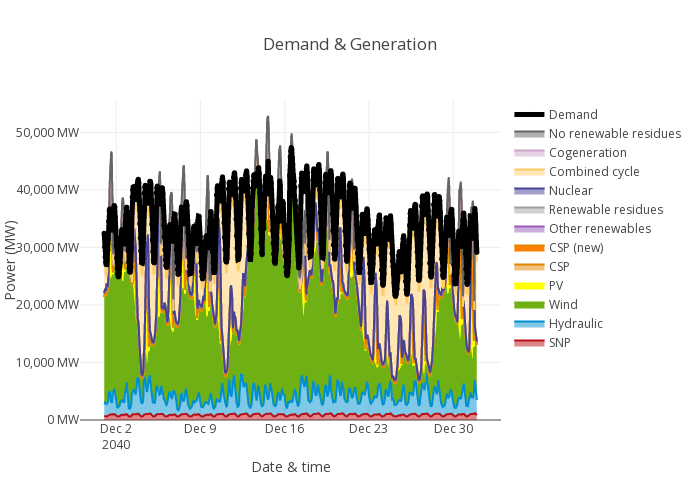 Demand & Generation
50,000 MW
40,000 MW
30,000 MW
20,000 MW
10,000 MW
0 MW
Power (MW)
Dec 2
2040
Dec 9
Dec 16
Dec 23
Dec 30
Date & time
Demand
No renewable residues
Cogeneration
Combined cycle
Nuclear
Renewable residues
Other renewables
CSP (new)
CSP
PV
Wind
Hydraulic
SNP